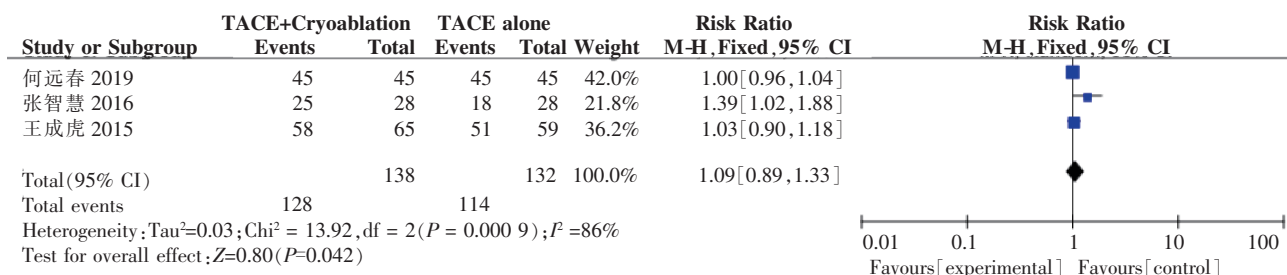 TACE+Cryoablation TACE alone Risk Ratio Risk Ratio
Study or Subgroup Events Total Events Total Weight M-H,Fixed,95% CI M-H,Fixed,95% CI
何远春 2019 45 45 45 45 42.0% 1.00[0.96,1.04]
张智慧 2016 25 28 18 28 21.8% 1.39[1.02,1.88]
王成虎 2015 58 65 51 59 36.2% 1.03[0.90,1.18]
Total(95% CI) 138 132 100.0% 1.09[0.89,1.33]
Total events 128 114
Heterogeneity:Tau²=0.03;Chi² = 13.92,df = 2(P = 0.000 9);I² =86%
Test for overall effect:Z=0.80(P=0.042)
0.01 0.1 1 10 100
Favours[experimental] Favours[control]